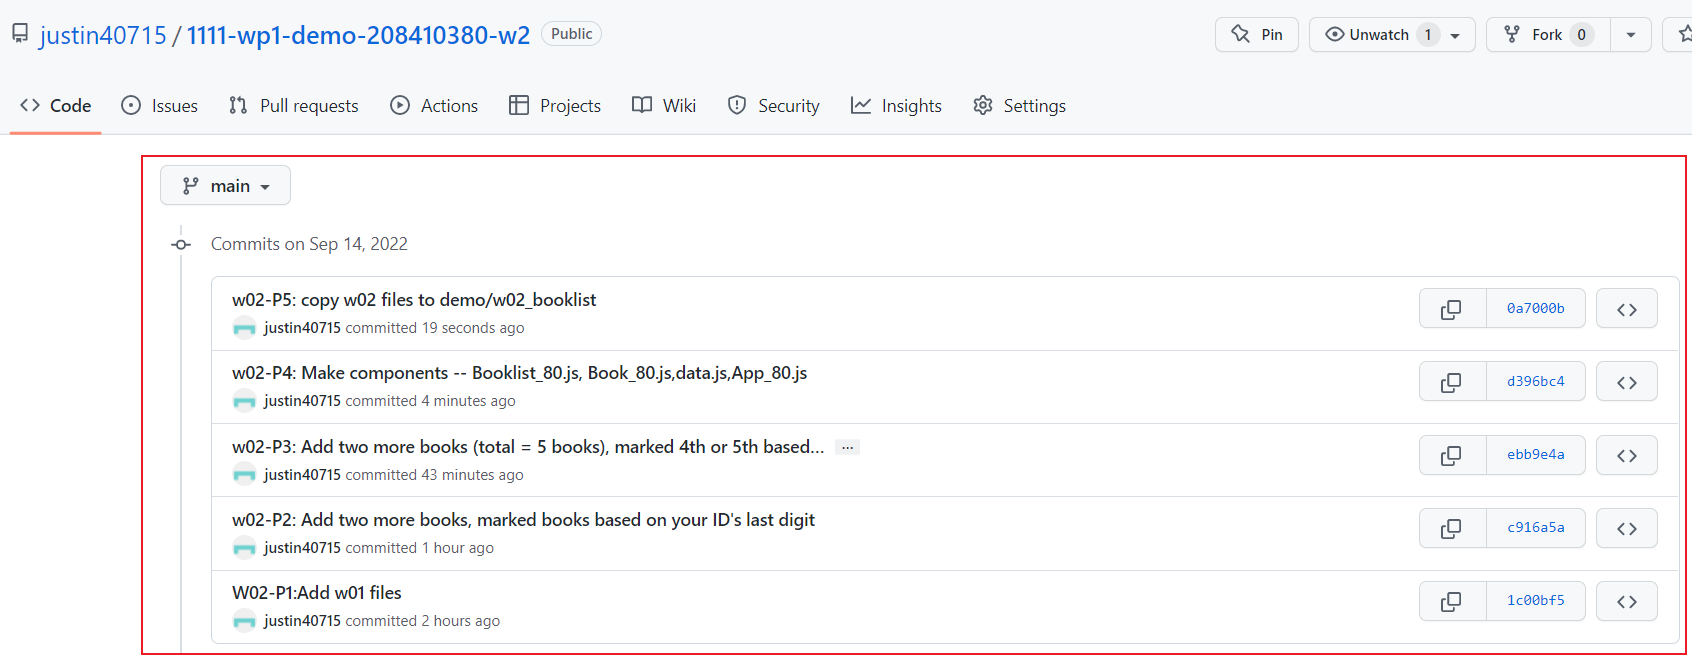 justin40715 / 1111-wp1-demo-208410380-w2 Public Pin Unwatch 1 Fork 0
Code Issues Pull requests Actions Projects Wiki Security Insights Settings
main
Commits on Sep 14, 2022
w02-P5: copy w02 files to demo/w02_booklist
justin40715 committed 19 seconds ago
0a7000b
w02-P4: Make components -- Booklist_80.js, Book_80.js,data.js,App_80.js
justin40715 committed 4 minutes ago
d396bc4
w02-P3: Add two more books (total = 5 books), marked 4th or 5th based... ...
justin40715 committed 43 minutes ago
ebb9e4a
w02-P2: Add two more books, marked books based on your ID's last digit
justin40715 committed 1 hour ago
c916a5a
W02-P1:Add w01 files
justin40715 committed 2 hours ago
1c00bf5